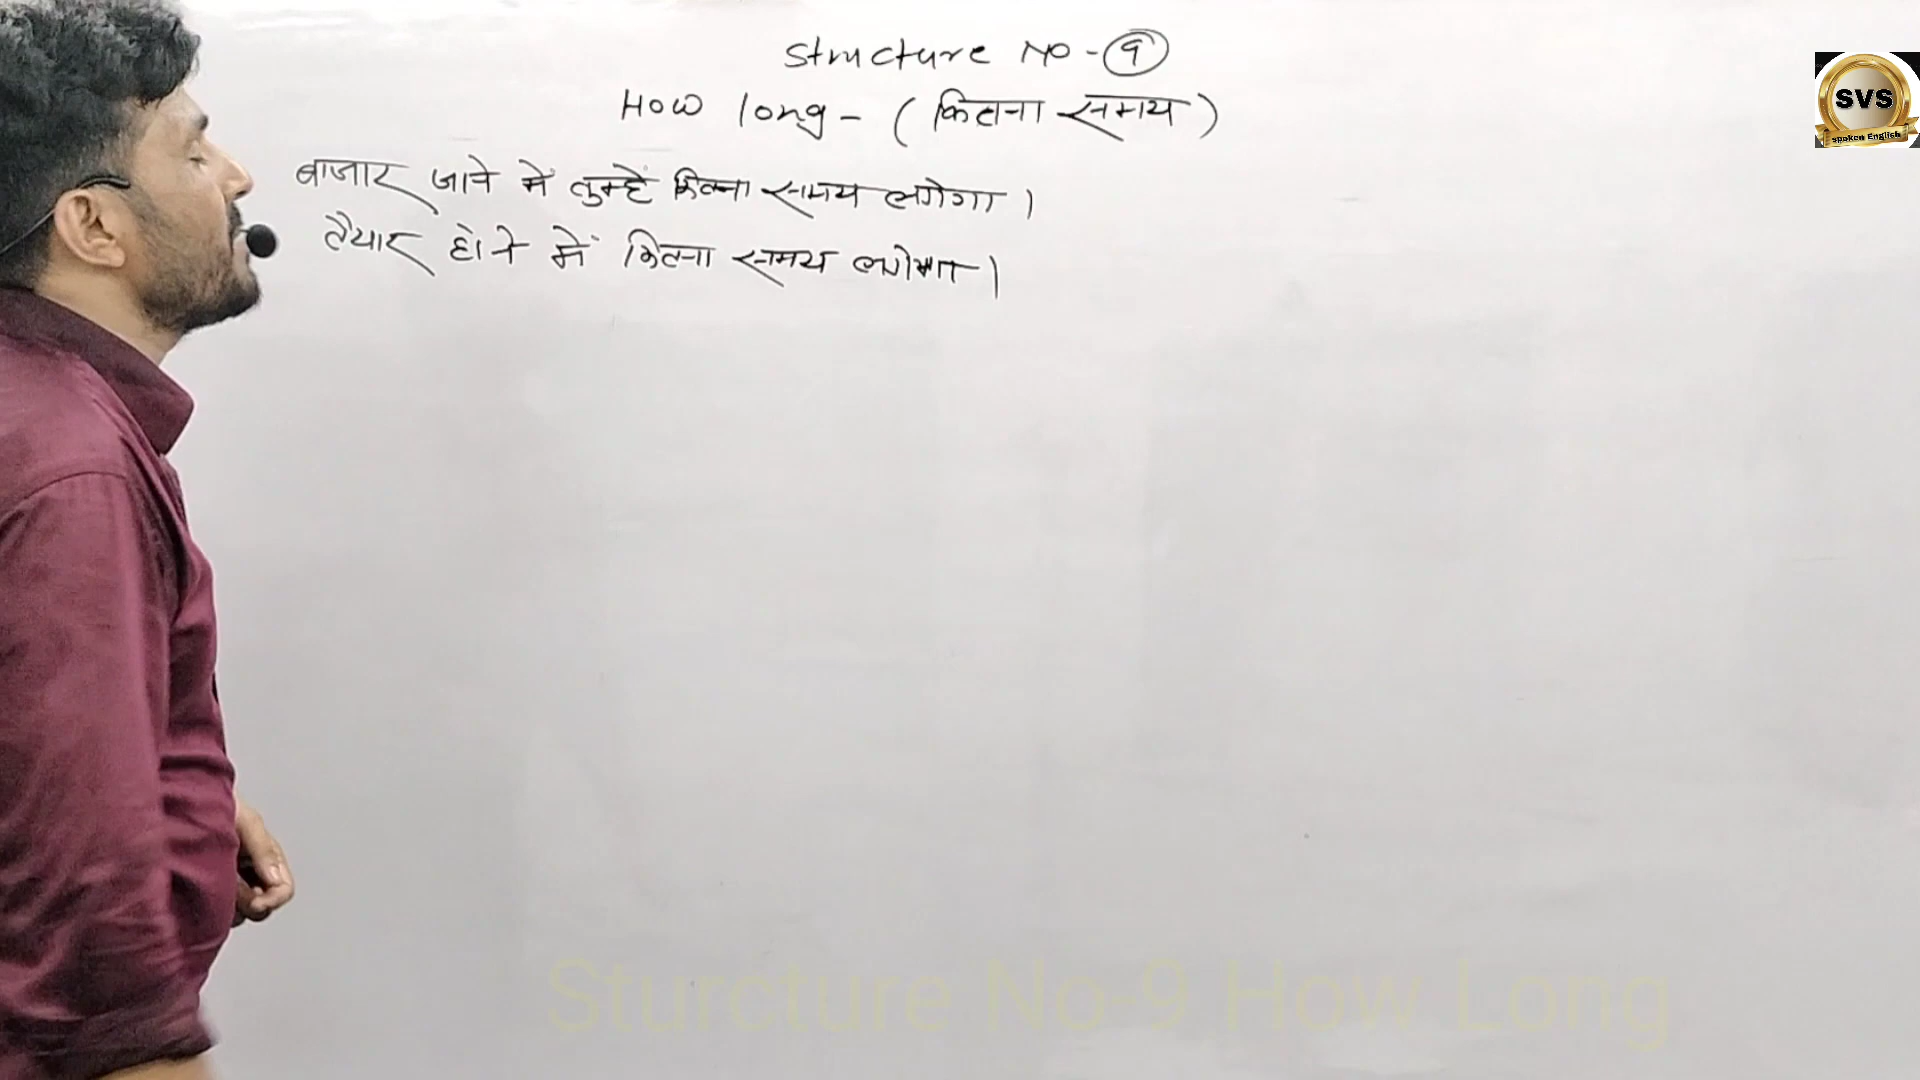 Structure No - 9
How long - (कितना समय)
बाजार जाने में तुम्हें कितना समय लगेगा।
तैयार होने में कितना समय लगेगा।
SVS
spoken English
Sturcture No-9 How Long